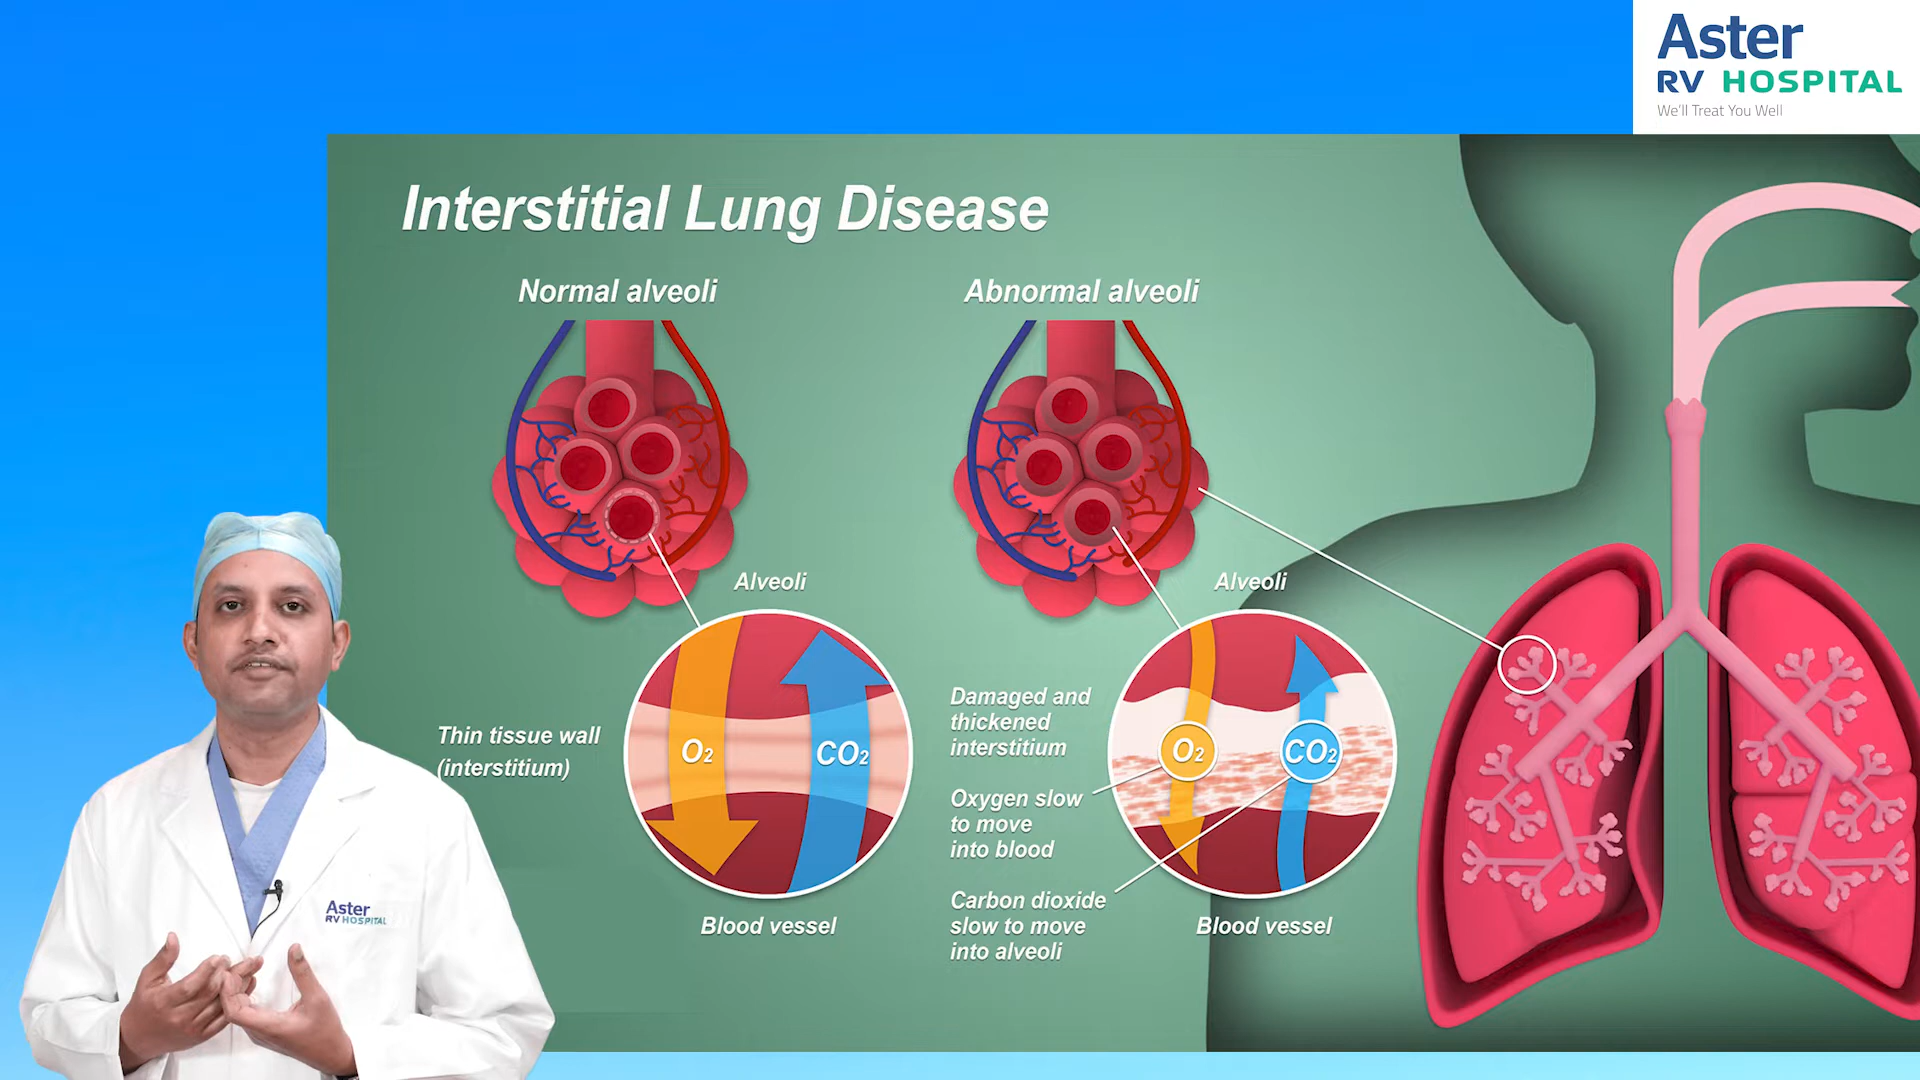 Aster
RV HOSPITAL
We'll Treat You Well
Interstitial Lung Disease
Normal alveoli
Abnormal alveoli
Alveoli
Alveoli
Thin tissue wall
(interstitium)
O2
CO2
Damaged and
thickened
interstitium
O2
CO2
Oxygen slow
to move
into blood
Carbon dioxide
slow to move
into alveoli
Blood vessel
Blood vessel
Aster
RV HOSPITAL